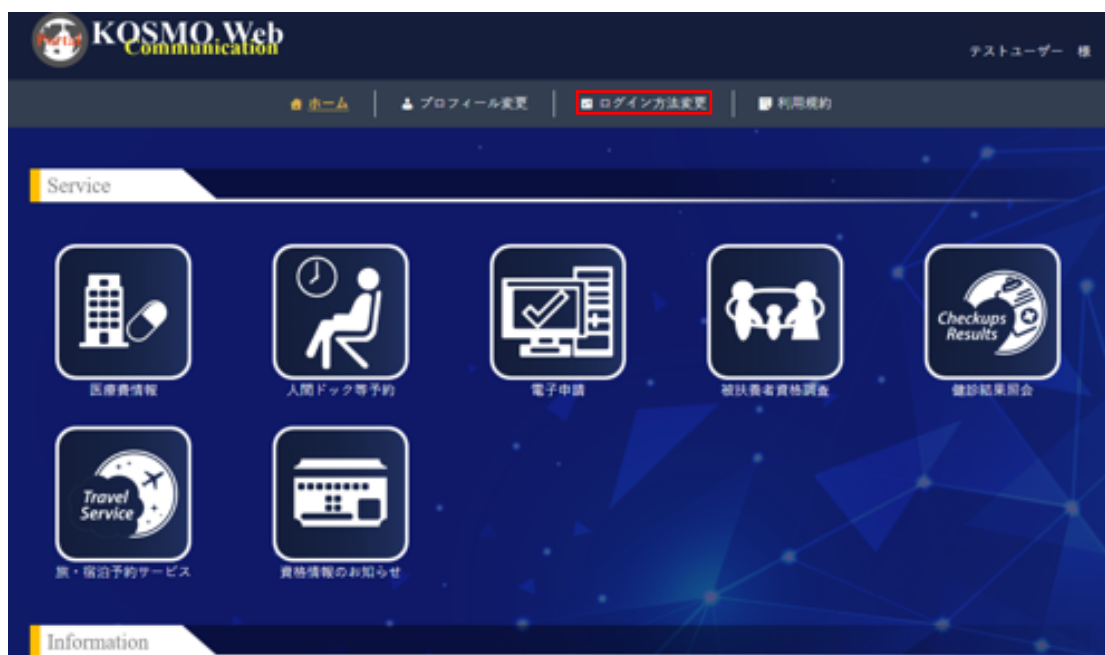 Portal
KOSMO Web
Communication
テストユーザー 様
ホーム
プロフィール変更
ログイン方法変更
利用規約
Service
Checkups
Results
医療費情報
人間ドック等予約
電子申請
被扶養者資格調査
健診結果照会
Travel
Service
旅・宿泊予約サービス
資格情報のお知らせ
Information